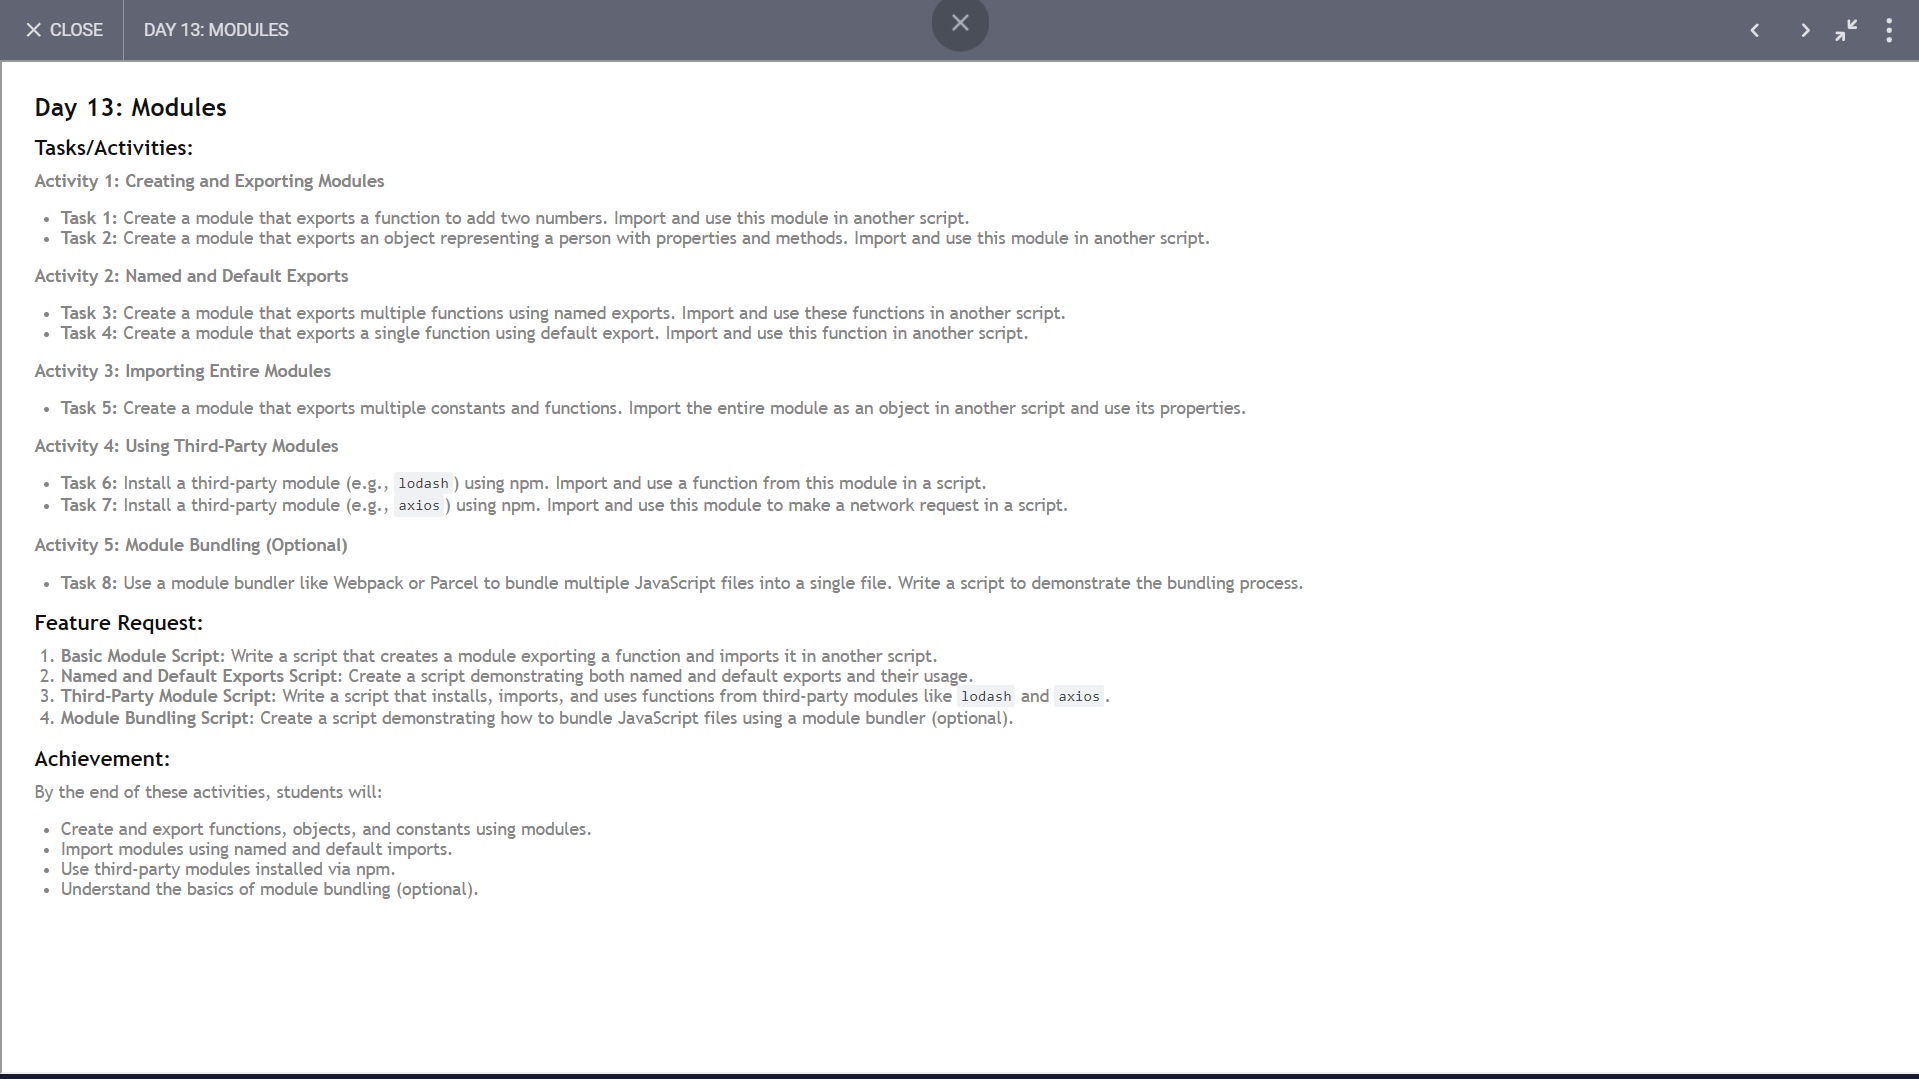 CLOSE DAY 13: MODULES
Day 13: Modules
Tasks/Activities:
Activity 1: Creating and Exporting Modules
• Task 1: Create a module that exports a function to add two numbers. Import and use this module in another script.
• Task 2: Create a module that exports an object representing a person with properties and methods. Import and use this module in another script.
Activity 2: Named and Default Exports
• Task 3: Create a module that exports multiple functions using named exports. Import and use these functions in another script.
• Task 4: Create a module that exports a single function using default export. Import and use this function in another script.
Activity 3: Importing Entire Modules
• Task 5: Create a module that exports multiple constants and functions. Import the entire module as an object in another script and use its properties.
Activity 4: Using Third-Party Modules
• Task 6: Install a third-party module (e.g., lodash) using npm. Import and use a function from this module in a script.
• Task 7: Install a third-party module (e.g., axios) using npm. Import and use this module to make a network request in a script.
Activity 5: Module Bundling (Optional)
• Task 8: Use a module bundler like Webpack or Parcel to bundle multiple JavaScript files into a single file. Write a script to demonstrate the bundling process.
Feature Request:
1. Basic Module Script: Write a script that creates a module exporting a function and imports it in another script.
2. Named and Default Exports Script: Create a script demonstrating both named and default exports and their usage.
3. Third-Party Module Script: Write a script that installs, imports, and uses functions from third-party modules like lodash and axios.
4. Module Bundling Script: Create a script demonstrating how to bundle JavaScript files using a module bundler (optional).
Achievement:
By the end of these activities, students will:
• Create and export functions, objects, and constants using modules.
• Import modules using named and default imports.
• Use third-party modules installed via npm.
• Understand the basics of module bundling (optional).